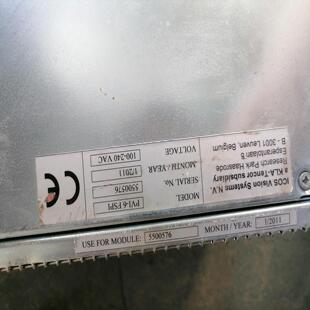 ICOS Vision Systems N.V.
a KLA-Tencor subsidiary
Research Park Haasrode
Esperantolaan 8
B - 3001 Leuven, Belgium
MODEL PVI-6 FSPI
SERIAL No. 5500576
MONTH / YEAR 1/2011
VOLTAGE 100-240 VAC
CE
USE FOR MODULE: 5500576 MONTH / YEAR: 1/2011